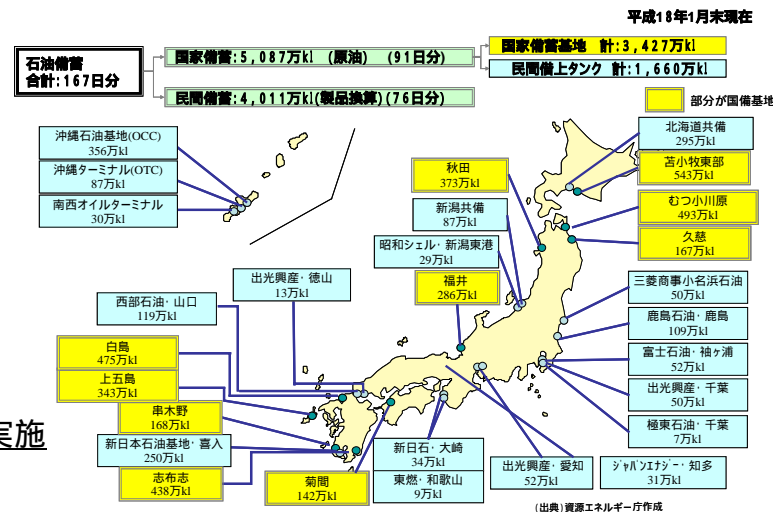 平成18年1月末現在
石油備蓄
合計:167日分
国家備蓄:5,087万kl (原油) (91日分)
国家備蓄基地 計:3,427万kl
民間借上タンク 計:1,660万kl
民間備蓄:4,011万kl(製品換算)(76日分)
部分が国備基地
沖縄石油基地(OCC)
356万kl
沖縄ターミナル(OTC)
87万kl
南西オイルターミナル
30万kl
北海道共備
295万kl
苫小牧東部
543万kl
むつ小川原
493万kl
久慈
167万kl
秋田
373万kl
新潟共備
87万kl
昭和シェル・新潟東港
29万kl
福井
286万kl
出光興産・徳山
13万kl
西部石油・山口
119万kl
白島
475万kl
上五島
343万kl
串木野
168万kl
新日本石油基地・喜入
250万kl
志布志
438万kl
菊間
142万kl
新日石・大崎
34万kl
東燃・和歌山
9万kl
出光興産・愛知
52万kl
ジャパンエナジー・知多
31万kl
三菱商事小名浜石油
50万kl
鹿島石油・鹿島
109万kl
富士石油・袖ヶ浦
52万kl
出光興産・千葉
50万kl
極東石油・千葉
7万kl
実施
(出典)資源エネルギー庁作成